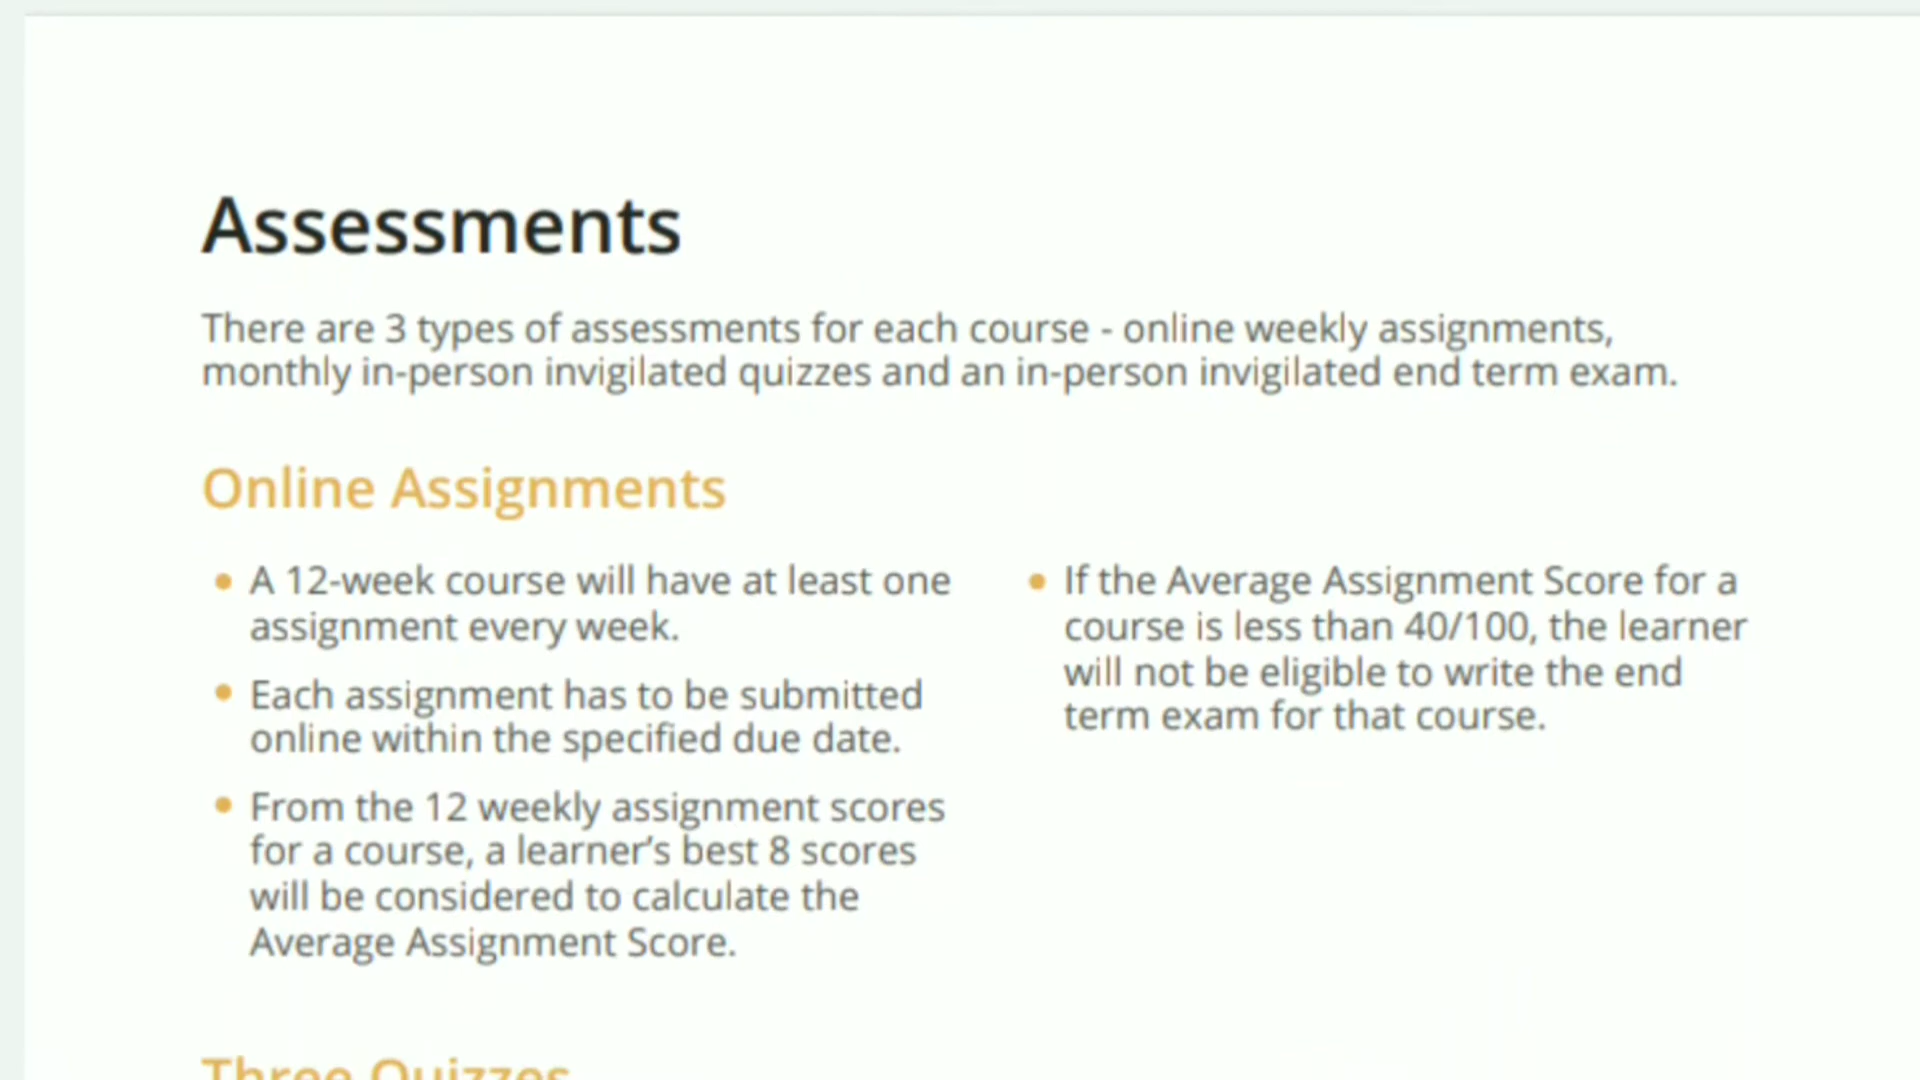 Assessments
There are 3 types of assessments for each course - online weekly assignments,
monthly in-person invigilated quizzes and an in-person invigilated end term exam.
Online Assignments
A 12-week course will have at least one
assignment every week.
Each assignment has to be submitted
online within the specified due date.
From the 12 weekly assignment scores
for a course, a learner's best 8 scores
will be considered to calculate the
Average Assignment Score.
If the Average Assignment Score for a
course is less than 40/100, the learner
will not be eligible to write the end
term exam for that course.
Three Quizzes